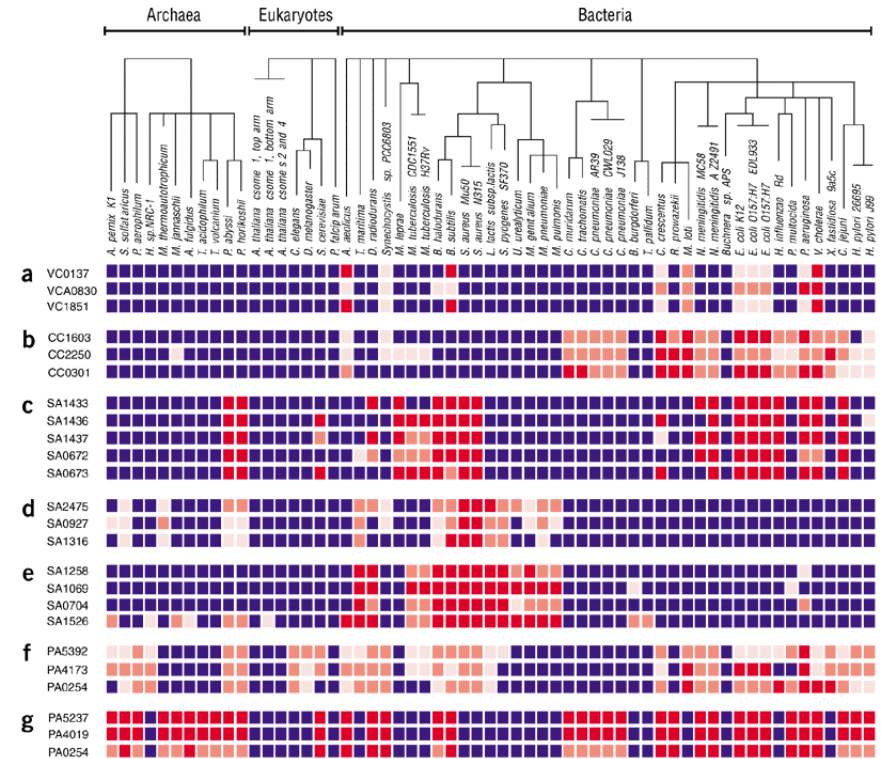 Archaea Eukaryotes Bacteria
A. pernix K1
S. solfataricus
P. aerophilum
H. sp.NRC-1
M. thermoautotrophicum
M. jannaschii
A. fulgidus
T. acidophilum
T. volcanium
P. abyssi
P. horikoshii
A. thaliana csome 1, top arm
A. thaliana csome 1, bottom arm
A. thaliana csome s 2 and 4
C. elegans
D. melanogaster
S. cerevisiae
P. falcip arum
A. aeolicus
T. maritima
D. radiodurans
Synechocystis sp. PCC6803
M. leprae
M. tuberculosis CDC1551
M. tuberculosis H37Rv
B. halodurans
B. subtilis
S. aureus Mu50
S. aureus N315
L. lactis subsp.lactis
S. pyogenes SF370
U. urealyticum
M. genit alium
M. pneumoniae
M. pulmonis
C. muridarum
C. trachomatis
C. pneumoniae AR39
C. pneumoniae CWL029
C. pneumoniae J138
B. burgdorferi
T. pallidum
C. crescentus
R. prowazekii
M. loti
N. meningitidis MC58
N. meningitidis A Z2491
Buchnera sp. APS
E. coli K12
E. coli O157:H7 EDL933
E. coli O157:H7
H. influenzae Rd
P. multocida
P. aeruginosa
V. cholerae
X. fastidiosa 9a5c
C. jejuni
H. pylori 26695
H. pylori J99
a
VC0137
VCA0830
VC1851
b
CC1603
CC2250
CC0301
c
SA1433
SA1436
SA1437
SA0672
SA0673
d
SA2475
SA0927
SA1316
e
SA1258
SA1069
SA0704
SA1526
f
PA5392
PA4173
PA0254
g
PA5237
PA4019
PA0254